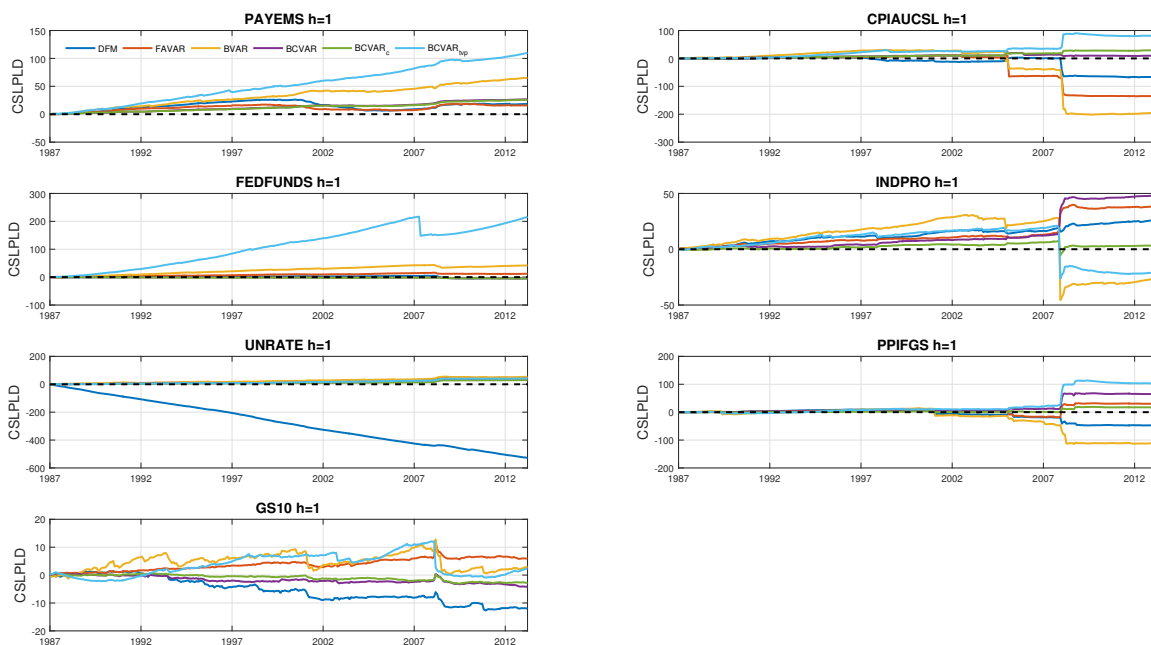 PAYEMS h=1
CSLPLD
150
100
50
0
-50
DFM FAVAR BVAR BCVAR BCVAR_c BCVAR_tvp
1987 1992 1997 2002 2007 2012
CPIAUCSL h=1
CSLPLD
100
0
-100
-200
-300
1987 1992 1997 2002 2007 2012
FEDFUNDS h=1
CSLPLD
300
200
100
0
-100
1987 1992 1997 2002 2007 2012
INDPRO h=1
CSLPLD
50
0
-50
1987 1992 1997 2002 2007 2012
UNRATE h=1
CSLPLD
200
0
-200
-400
-600
1987 1992 1997 2002 2007 2012
PPIFGS h=1
CSLPLD
200
100
0
-100
-200
1987 1992 1997 2002 2007 2012
GS10 h=1
CSLPLD
20
10
0
-10
-20
1987 1992 1997 2002 2007 2012